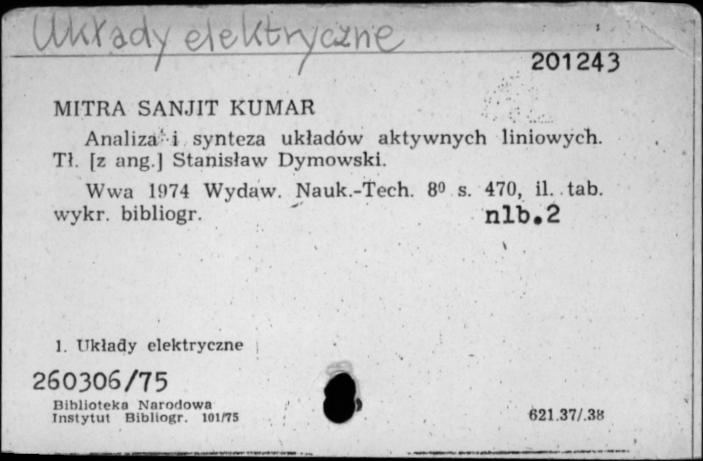 Układy elektryczne
201243
MITRA SANJIT KUMAR
Analiza i synteza układów aktywnych liniowych.
Tł. [z ang.] Stanisław Dymowski.
Wwa 1974 Wydaw. Nauk.-Tech. 8⁰ s. 470, il. tab.
wykr. bibliogr. nlb.2
1. Układy elektryczne
260306/75
Biblioteka Narodowa
Instytut Bibliogr. 101/75 621.37/.38